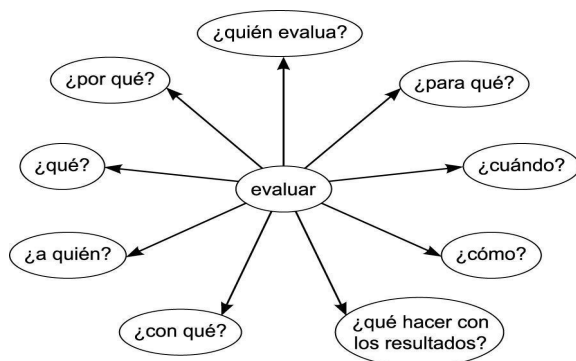 ¿quién evalua?
¿por qué?
¿para qué?
¿qué?
¿cuándo?
evaluar
¿a quién?
¿cómo?
¿con qué?
¿qué hacer con
los resultados?